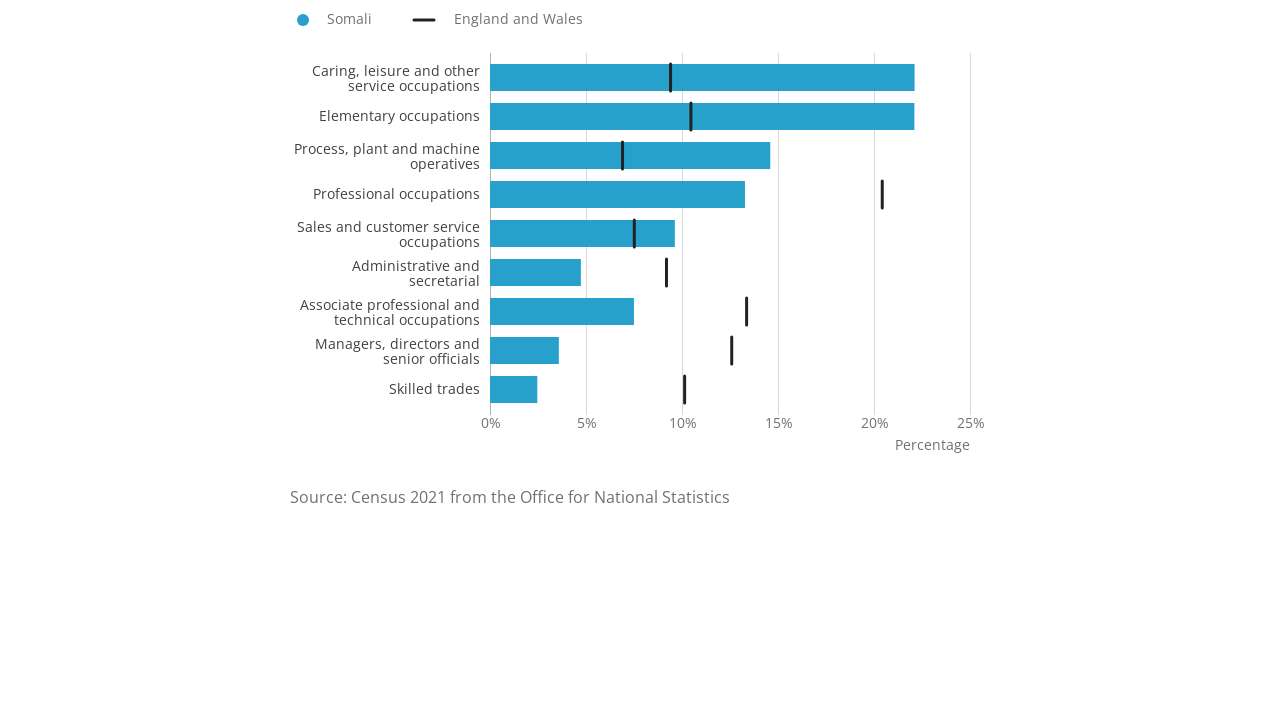 Somali
England and Wales
Caring, leisure and other
service occupations
Elementary occupations
Process, plant and machine
operatives
Professional occupations
Sales and customer service
occupations
Administrative and
secretarial
Associate professional and
technical occupations
Managers, directors and
senior officials
Skilled trades
0% 5% 10% 15% 20% 25%
Percentage
Source: Census 2021 from the Office for National Statistics